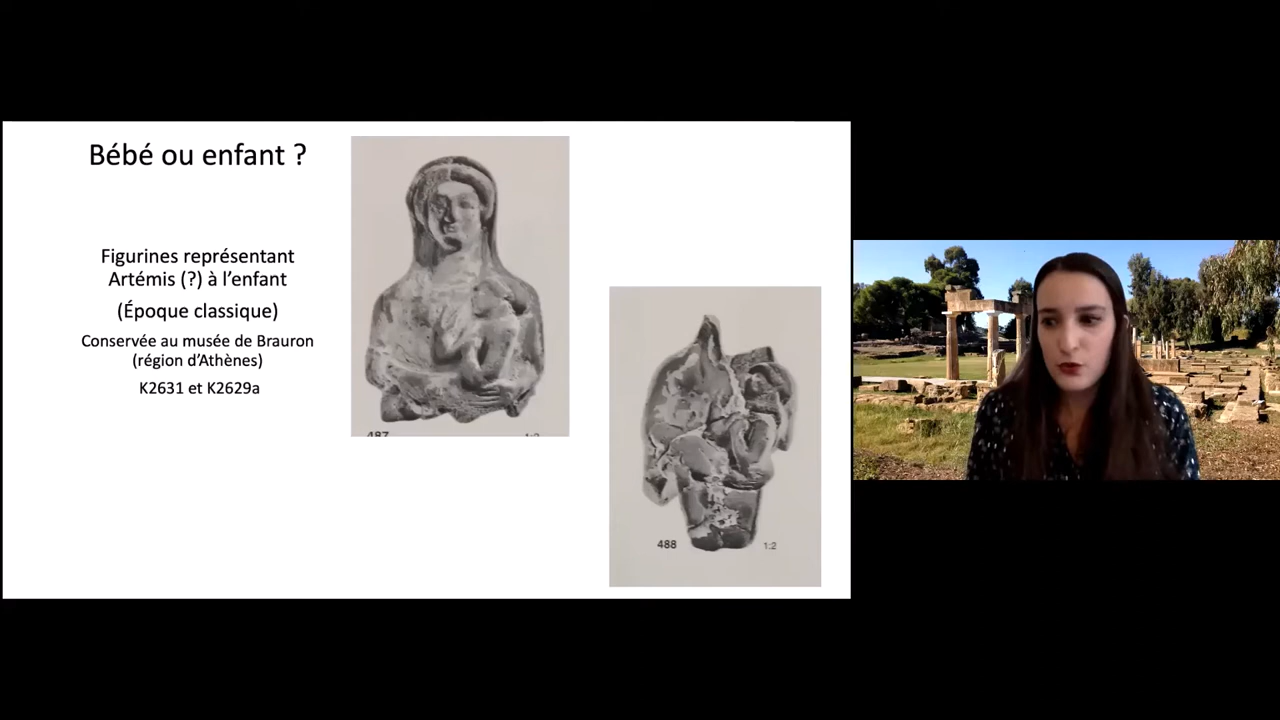 Bébé ou enfant ?
Figurines représentant
Artémis (?) à l'enfant
(Époque classique)
Conservée au musée de Brauron
(région d'Athènes)
K2631 et K2629a
487
1:2
488
1:2